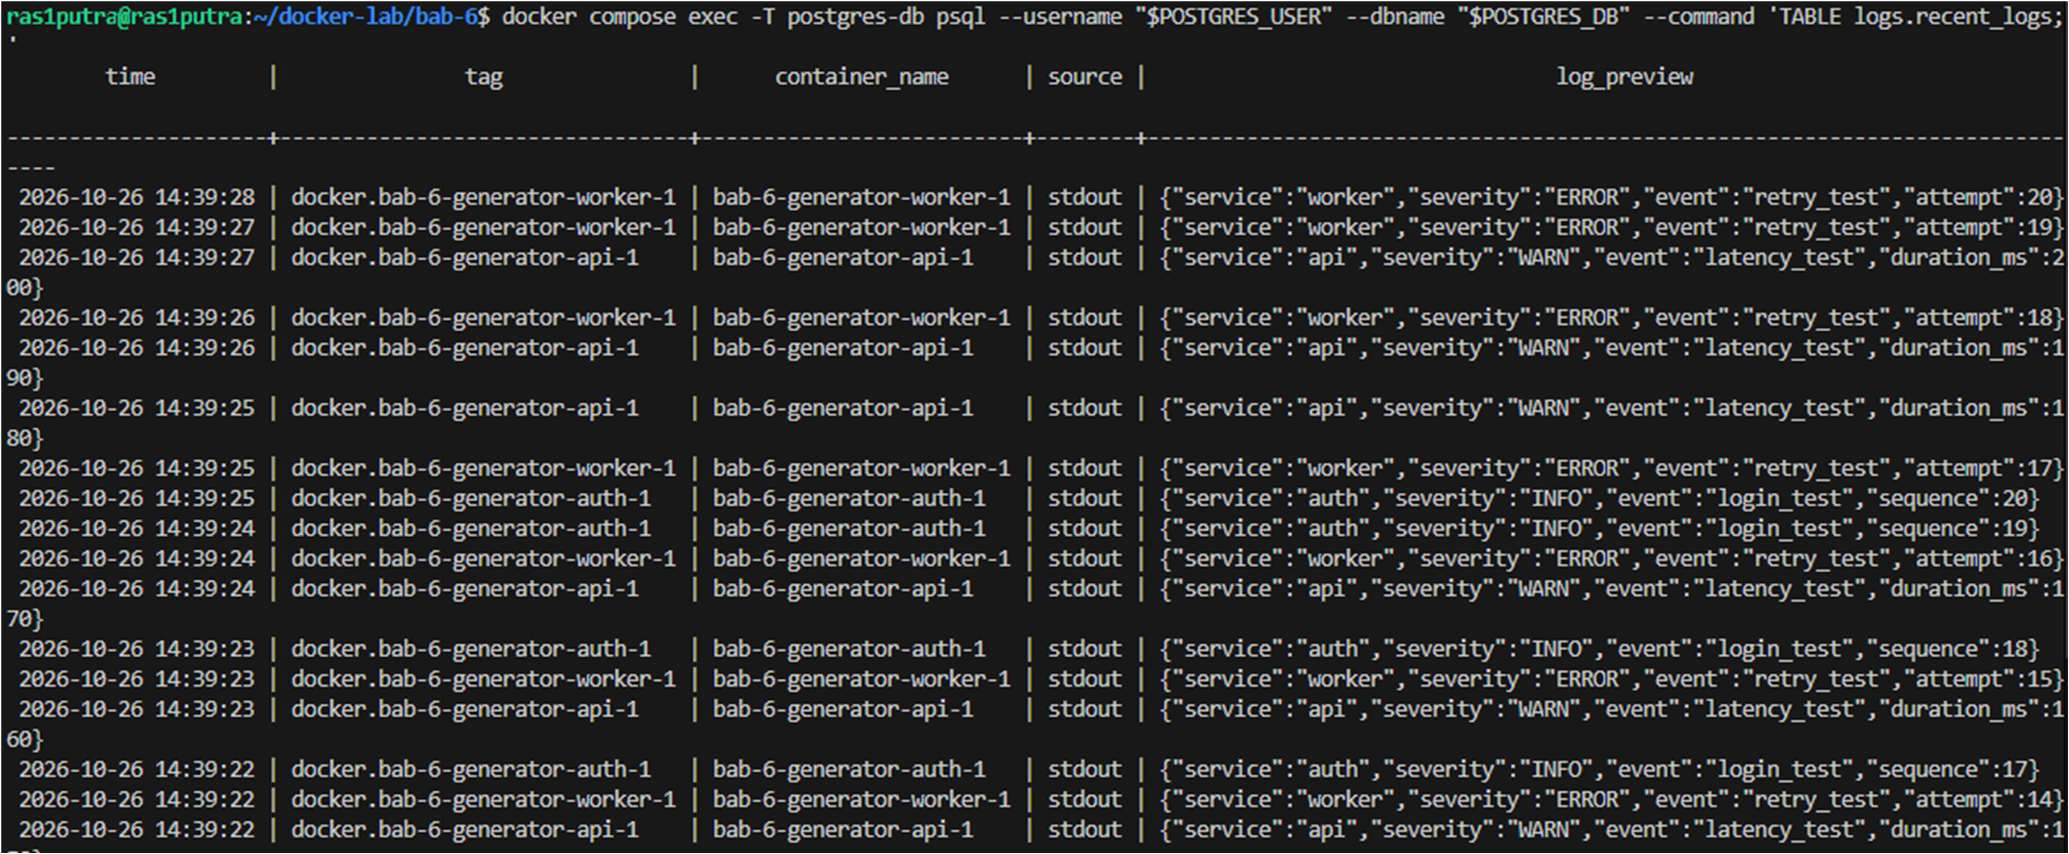 ras1putra@ras1putra:~/docker-lab/bab-6$ docker compose exec -T postgres-db psql --username "$POSTGRES_USER" --dbname "$POSTGRES_DB" --command 'TABLE logs.recent_logs;
'
time | tag | container_name | source | log_preview
---------------------+----------------------------------+--------------------------+--------+--------------------------------------------------------------------------
----
2026-10-26 14:39:28 | docker.bab-6-generator-worker-1 | bab-6-generator-worker-1 | stdout | {"service":"worker","severity":"ERROR","event":"retry_test","attempt":20}
2026-10-26 14:39:27 | docker.bab-6-generator-worker-1 | bab-6-generator-worker-1 | stdout | {"service":"worker","severity":"ERROR","event":"retry_test","attempt":19}
2026-10-26 14:39:27 | docker.bab-6-generator-api-1 | bab-6-generator-api-1 | stdout | {"service":"api","severity":"WARN","event":"latency_test","duration_ms":2
00}
2026-10-26 14:39:26 | docker.bab-6-generator-worker-1 | bab-6-generator-worker-1 | stdout | {"service":"worker","severity":"ERROR","event":"retry_test","attempt":18}
2026-10-26 14:39:26 | docker.bab-6-generator-api-1 | bab-6-generator-api-1 | stdout | {"service":"api","severity":"WARN","event":"latency_test","duration_ms":1
90}
2026-10-26 14:39:25 | docker.bab-6-generator-api-1 | bab-6-generator-api-1 | stdout | {"service":"api","severity":"WARN","event":"latency_test","duration_ms":1
80}
2026-10-26 14:39:25 | docker.bab-6-generator-worker-1 | bab-6-generator-worker-1 | stdout | {"service":"worker","severity":"ERROR","event":"retry_test","attempt":17}
2026-10-26 14:39:25 | docker.bab-6-generator-auth-1 | bab-6-generator-auth-1 | stdout | {"service":"auth","severity":"INFO","event":"login_test","sequence":20}
2026-10-26 14:39:24 | docker.bab-6-generator-auth-1 | bab-6-generator-auth-1 | stdout | {"service":"auth","severity":"INFO","event":"login_test","sequence":19}
2026-10-26 14:39:24 | docker.bab-6-generator-worker-1 | bab-6-generator-worker-1 | stdout | {"service":"worker","severity":"ERROR","event":"retry_test","attempt":16}
2026-10-26 14:39:24 | docker.bab-6-generator-api-1 | bab-6-generator-api-1 | stdout | {"service":"api","severity":"WARN","event":"latency_test","duration_ms":1
70}
2026-10-26 14:39:23 | docker.bab-6-generator-auth-1 | bab-6-generator-auth-1 | stdout | {"service":"auth","severity":"INFO","event":"login_test","sequence":18}
2026-10-26 14:39:23 | docker.bab-6-generator-worker-1 | bab-6-generator-worker-1 | stdout | {"service":"worker","severity":"ERROR","event":"retry_test","attempt":15}
2026-10-26 14:39:23 | docker.bab-6-generator-api-1 | bab-6-generator-api-1 | stdout | {"service":"api","severity":"WARN","event":"latency_test","duration_ms":1
60}
2026-10-26 14:39:22 | docker.bab-6-generator-auth-1 | bab-6-generator-auth-1 | stdout | {"service":"auth","severity":"INFO","event":"login_test","sequence":17}
2026-10-26 14:39:22 | docker.bab-6-generator-worker-1 | bab-6-generator-worker-1 | stdout | {"service":"worker","severity":"ERROR","event":"retry_test","attempt":14}
2026-10-26 14:39:22 | docker.bab-6-generator-api-1 | bab-6-generator-api-1 | stdout | {"service":"api","severity":"WARN","event":"latency_test","duration_ms":1